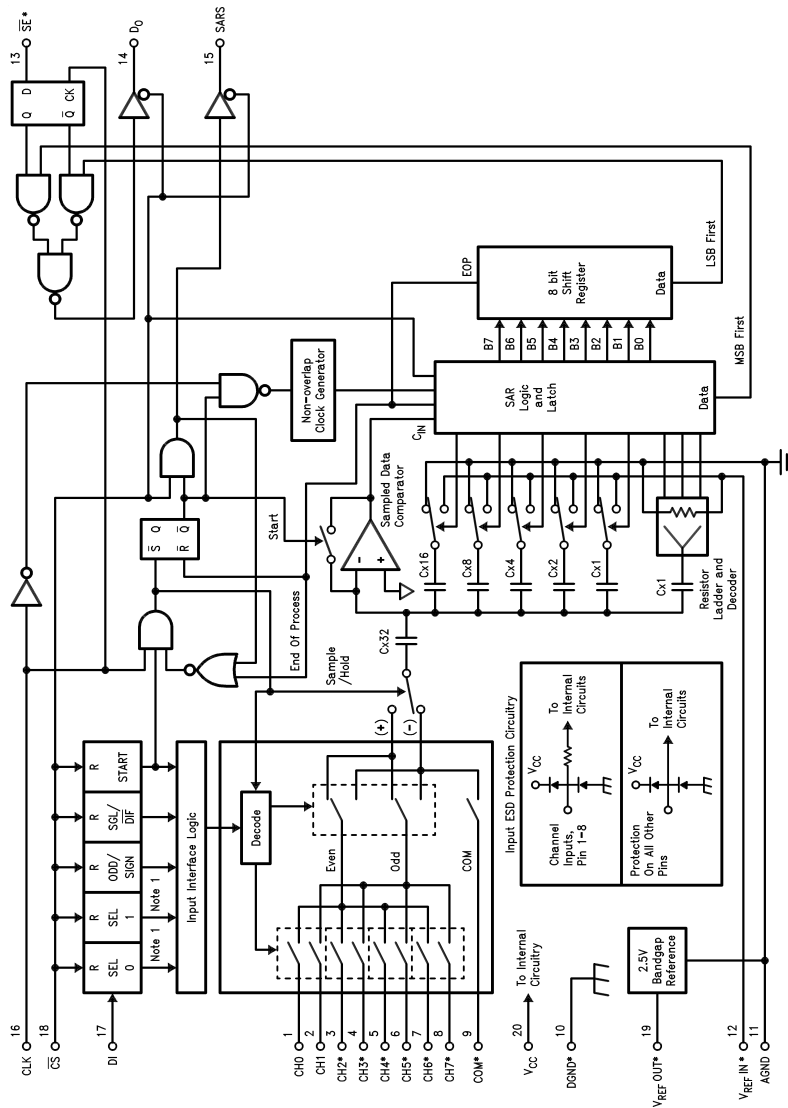 16
CLK
18
C̅S̅
17
DI
R
SEL
0
R
SEL
1
R
ODD/
SIGN
R
SGL/
D̅I̅F̅
R
START
Note 1
Note 1
Input Interface Logic
Decode
Even
Odd
COM
(+)
(-)
1
CH0
2
CH1
3
CH2*
4
CH3*
5
CH4*
6
CH5*
7
CH6*
8
CH7*
9
COM*
Sample
/Hold
End Of Process
Start
S̅ Q
R̅ Q̅
Sampled Data
Comparator
-
+
Cx32
Cx16
Cx8
Cx4
Cx2
Cx1
Cx1
Resistor
Ladder and
Decoder
Non-overlap
Clock Generator
CIN
SAR
Logic
and
Latch
Data
B7
B6
B5
B4
B3
B2
B1
B0
EOP
8 bit
Shift
Register
Data
MSB First
LSB First
Q D
Q̅ CK
13
S̅E̅*
14
DO
15
SARS
20
VCC
To Internal
Circuitry
10
DGND*
19
VREF OUT*
2.5V
Bandgap
Reference
12
VREF IN*
11
AGND
Input ESD Protection Circuitry
VCC
To
Internal
Circuits
Channel
Inputs,
Pin 1-8
VCC
To
Internal
Circuits
Protection
On All Other
Pins